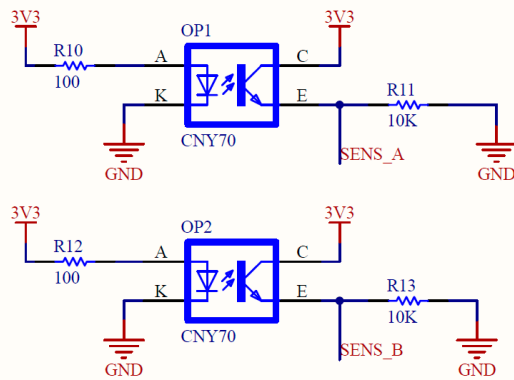 3V3
OP1
3V3
R10
100
A
C
K
E
R11
10K
CNY70
SENS_A
GND
GND
3V3
OP2
3V3
R12
100
A
C
K
E
R13
10K
CNY70
SENS_B
GND
GND